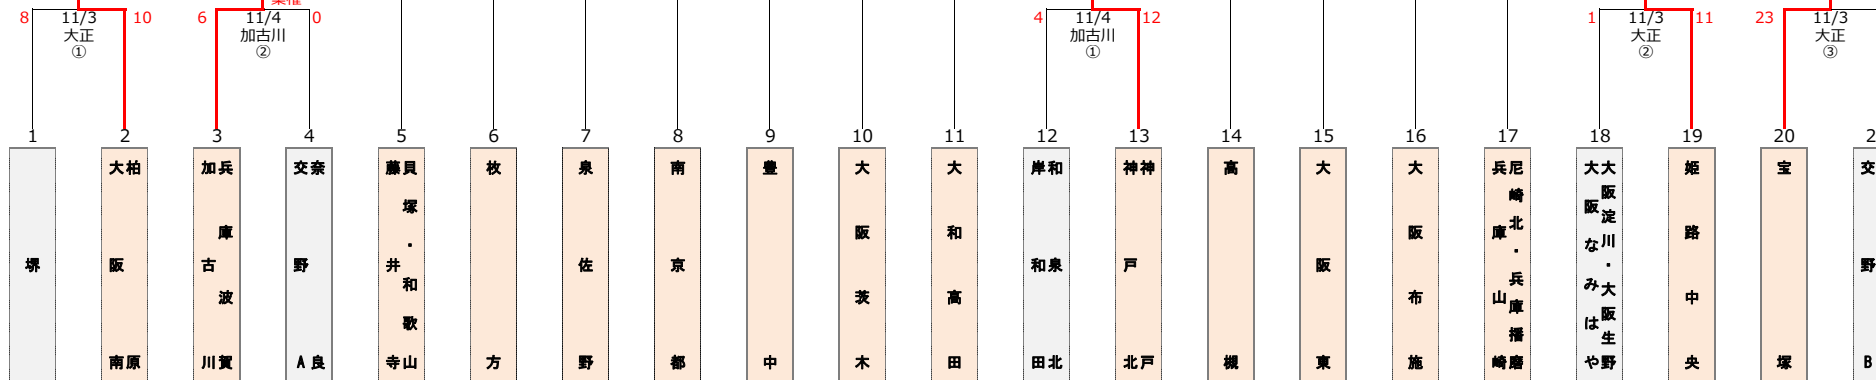 棄権
8 11/3 10 6 11/4 0 4 11/4 12 1 11/3 11 23 11/3
大正 加古川 加古川 大正 大正
① ② ① ② ③
1 2 3 4 5 6 7 8 9 10 11 12 13 14 15 16 17 18 19 20 2
堺
柏原
大阪南
兵庫波賀
加古川
奈良
交野A
貝塚・和歌山
藤井寺
枚方
泉佐野
南京都
豊中
大阪茨木
大和高田
和泉北
岸和田
神戸
神戸北
高槻
大阪東
大阪布施
尼崎北・兵庫播磨
兵庫山崎
大阪淀川・大阪生野
大阪なみはや
姫路中央
宝塚
交野B